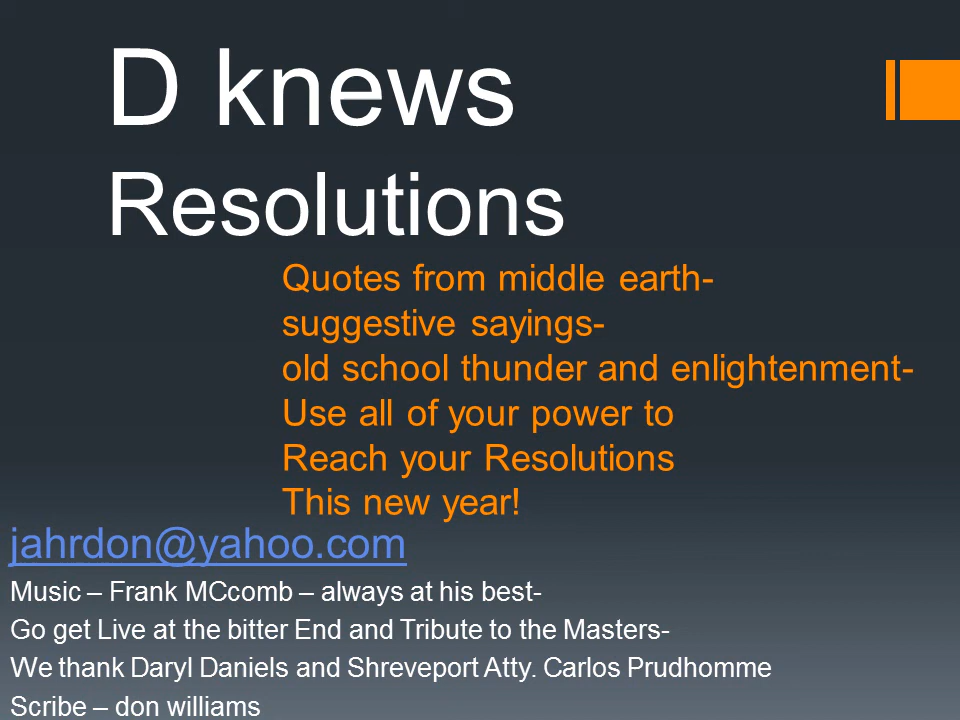 D knews
Resolutions
Quotes from middle earth-
suggestive sayings-
old school thunder and enlightenment-
Use all of your power to
Reach your Resolutions
This new year!
jahrdon@yahoo.com
Music – Frank MCcomb – always at his best-
Go get Live at the bitter End and Tribute to the Masters-
We thank Daryl Daniels and Shreveport Atty. Carlos Prudhomme
Scribe – don williams